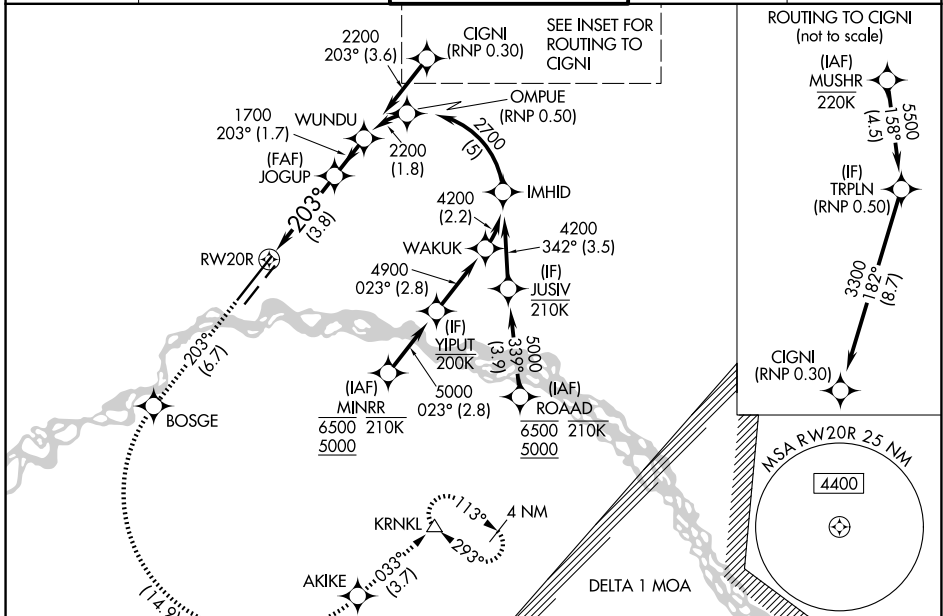 2200
203° (3.6)
CIGNI
(RNP 0.30)
SEE INSET FOR
ROUTING TO
CIGNI
OMPUE
(RNP 0.50)
1700
203° (1.7)
WUNDU
2200
(1.8)
2700
(5)
(FAF)
JOGUP
203°
(3.8)
IMHID
4200
(2.2)
WAKUK
4200
342° (3.5)
RW20R
4900
023° (2.8)
(IF)
JUSIV
210K
(IF)
YIPUT
200K
5000
339°
(3.9)
203°
(6.7)
5000
023° (2.8)
(IAF)
MINRR
6500 210K
5000
(IAF)
ROAAD
6500 210K
5000
BOSGE
KRNKL
113°
4 NM
293°
033°
(3.7)
AKIKE
(14.9)
DELTA 1 MOA
ROUTING TO CIGNI
(not to scale)
(IAF)
MUSHR
220K
5500
158°
(4.5)
(IF)
TRPLN
(RNP 0.50)
3300
182°
(8.7)
CIGNI
(RNP 0.30)
MSA RW20R 25 NM
4400